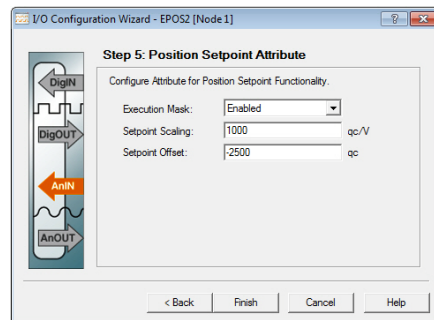 I/O Configuration Wizard - EPOS2 [Node 1]
Step 5: Position Setpoint Attribute
DigIN
DigOUT
AnIN
AnOUT
Configure Attribute for Position Setpoint Functionality.
Execution Mask: Enabled
Setpoint Scaling: 1000 qc/V
Setpoint Offset: -2500 qc
< Back Finish Cancel Help